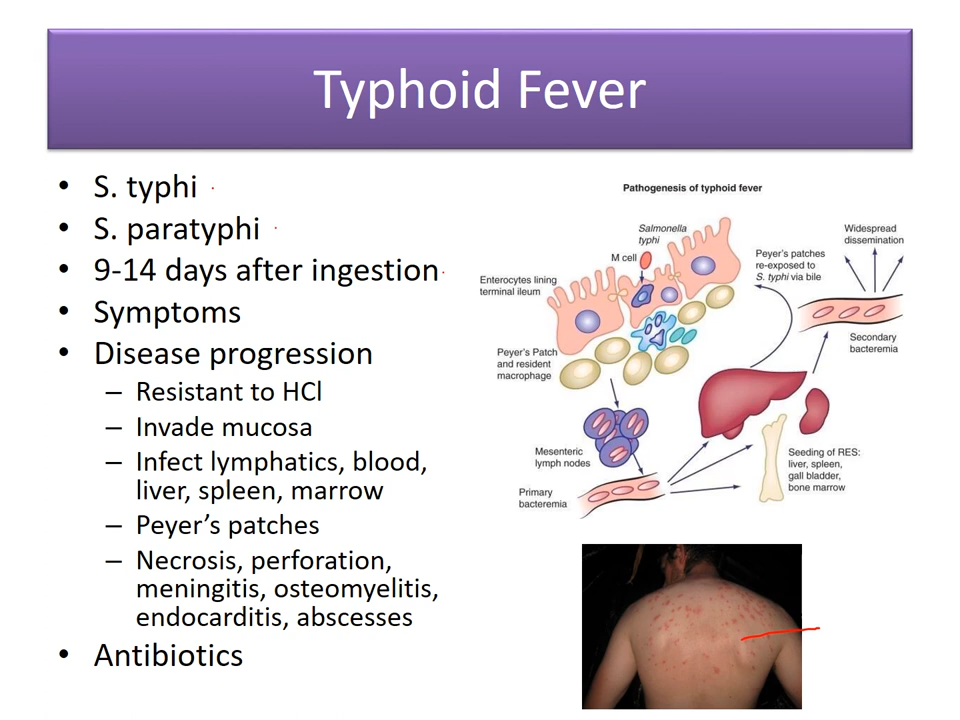 Typhoid Fever
• S. typhi
• S. paratyphi
• 9-14 days after ingestion
• Symptoms
• Disease progression
– Resistant to HCl
– Invade mucosa
– Infect lymphatics, blood,
liver, spleen, marrow
– Peyer's patches
– Necrosis, perforation,
meningitis, osteomyelitis,
endocarditis, abscesses
• Antibiotics
Pathogenesis of typhoid fever
Salmonella
typhi
M cell
Enterocytes lining
terminal ileum
Peyer's patches
re-exposed to
S. typhi via bile
Widespread
dissemination
Secondary
bacteremia
Peyer's Patch
and resident
macrophage
Mesenteric
lymph nodes
Primary
bacteremia
Seeding of RES:
liver, spleen,
gall bladder,
bone marrow